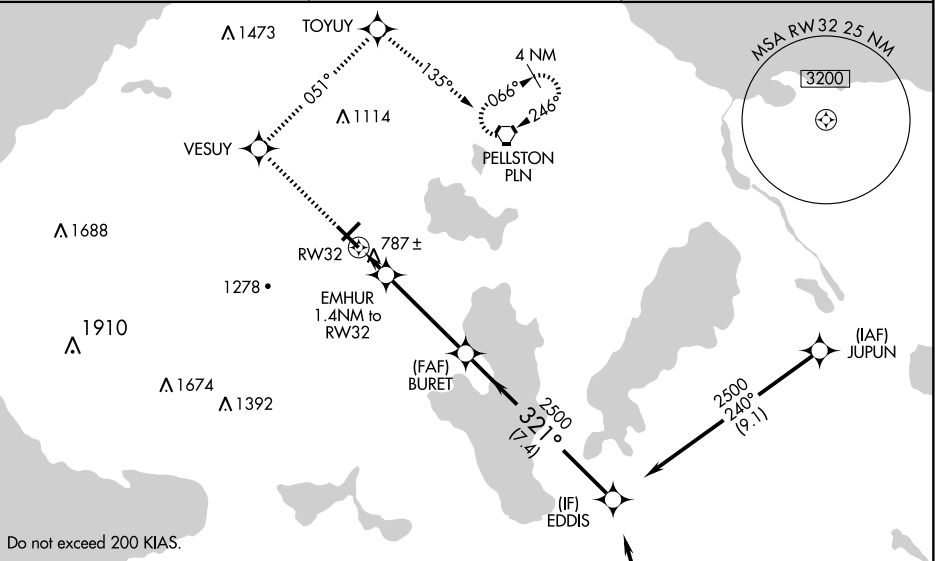 1473
TOYUY
MSA RW32 25 NM
3200
4 NM
051°
135°
066°
246°
1114
VESUY
PELLSTON
PLN
1688
RW32
787 ±
1278
EMHUR
1.4NM to
RW32
1910
(FAF)
BURET
(IAF)
JUPUN
1674
1392
2500
321°
(7.4)
2500
240°
(9.1)
(IF)
EDDIS
Do not exceed 200 KIAS.